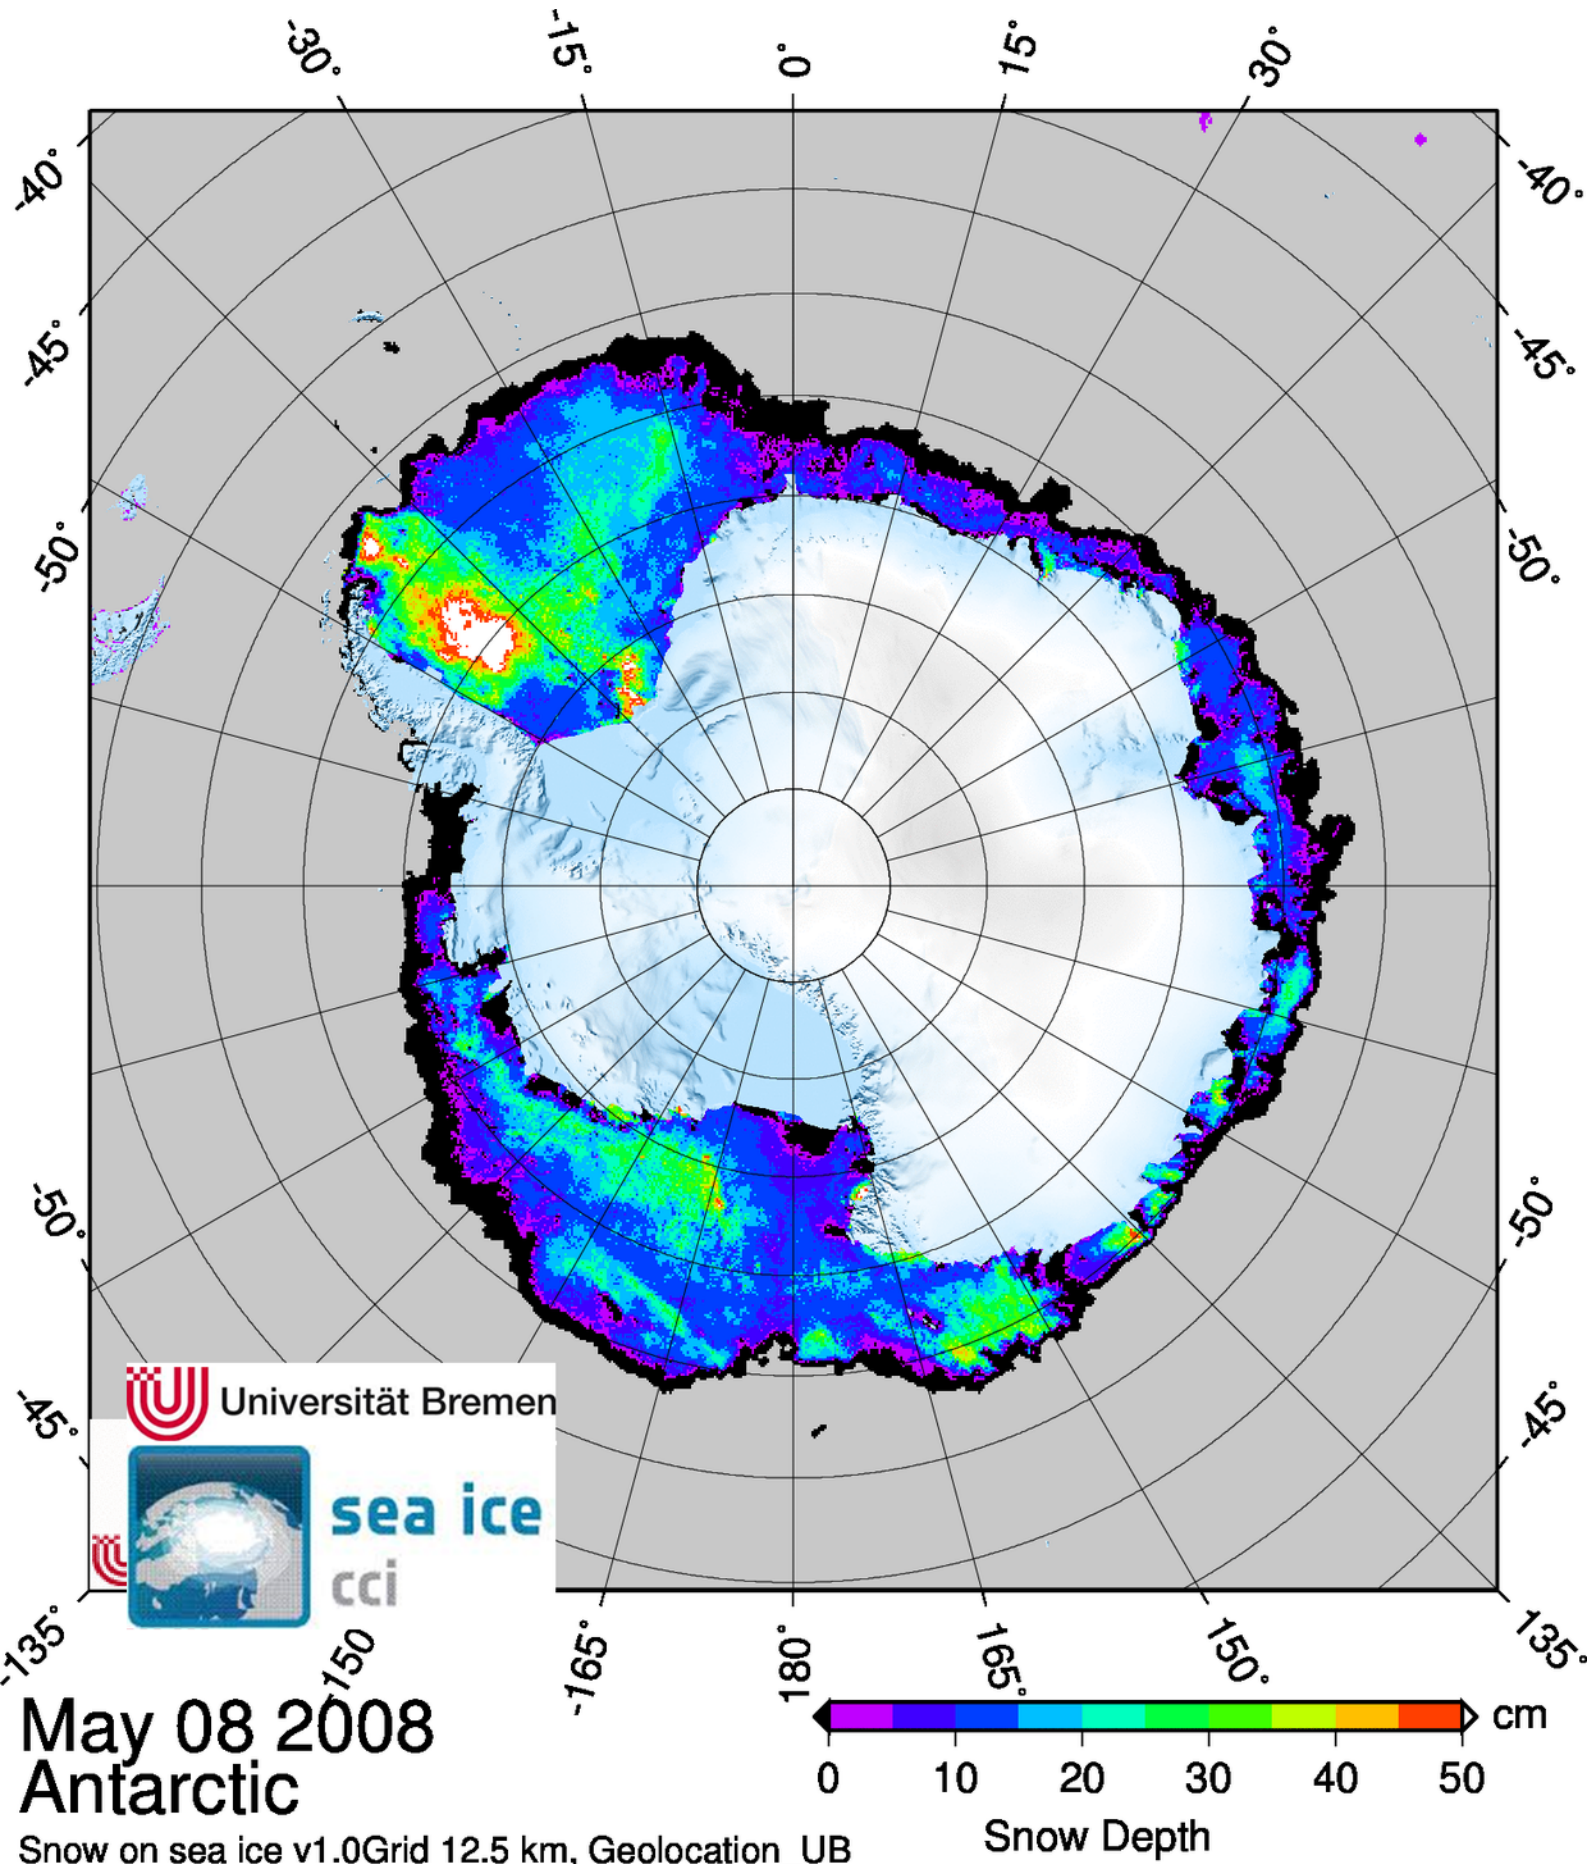 -30° -15° 0° 15° 30°
-40° -40°
-45° -45°
-50° -50°
-50° -50°
-45° -45°
Universität Bremen
sea ice
cci
-135° -150 -165° 180° 165° 150° 135°
May 08 2008
Antarctic
Snow on sea ice v1.0Grid 12.5 km, Geolocation UB
cm
0 10 20 30 40 50
Snow Depth